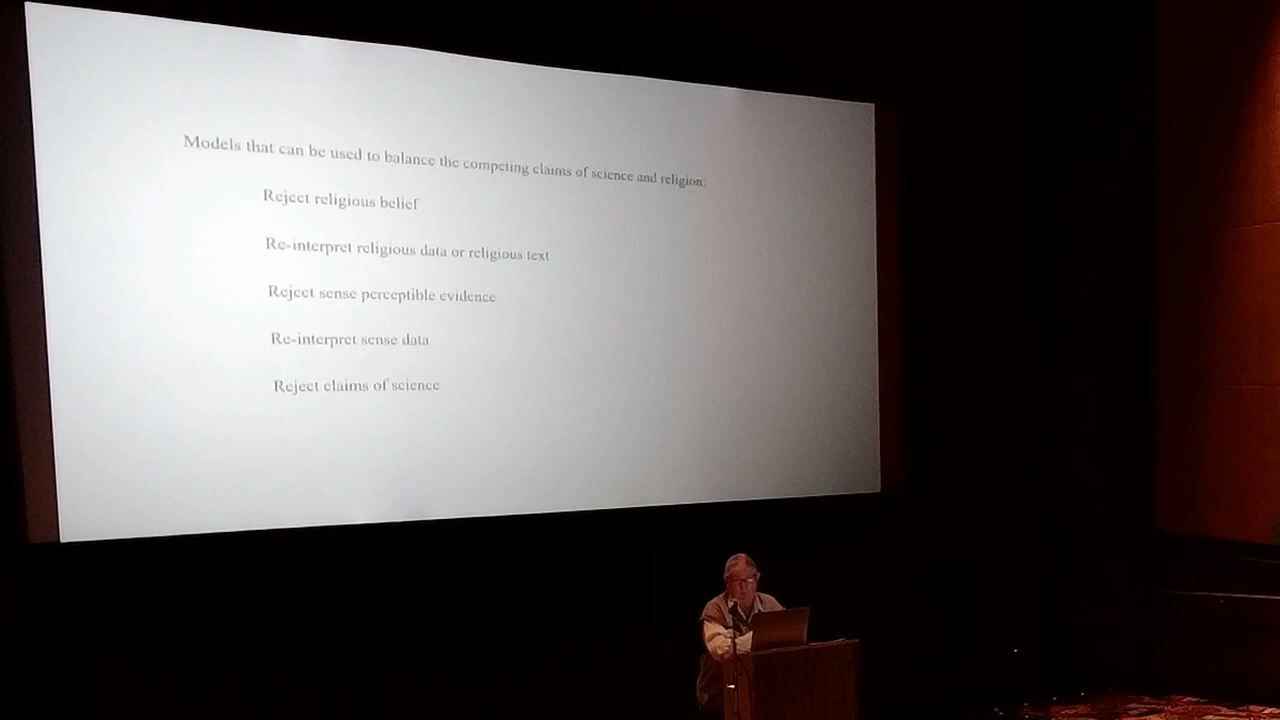 Models that can be used to balance the competing claims of science and religion:
Reject religious belief
Re-interpret religious data or religious text
Reject sense perceptible evidence
Re-interpret sense data
Reject claims of science